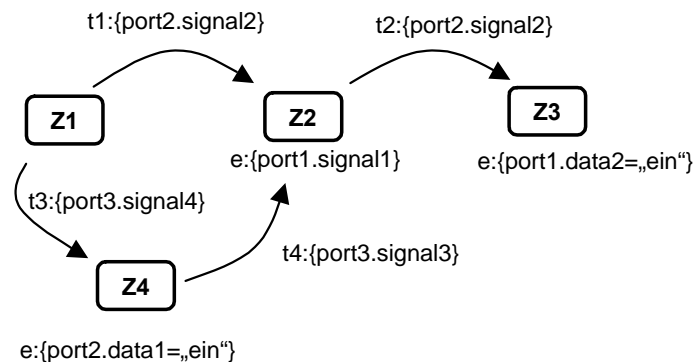 t1:{port2.signal2}
t2:{port2.signal2}
Z1
Z2
Z3
e:{port1.signal1}
e:{port1.data2=„ein“}
t3:{port3.signal4}
t4:{port3.signal3}
Z4
e:{port2.data1=„ein“}